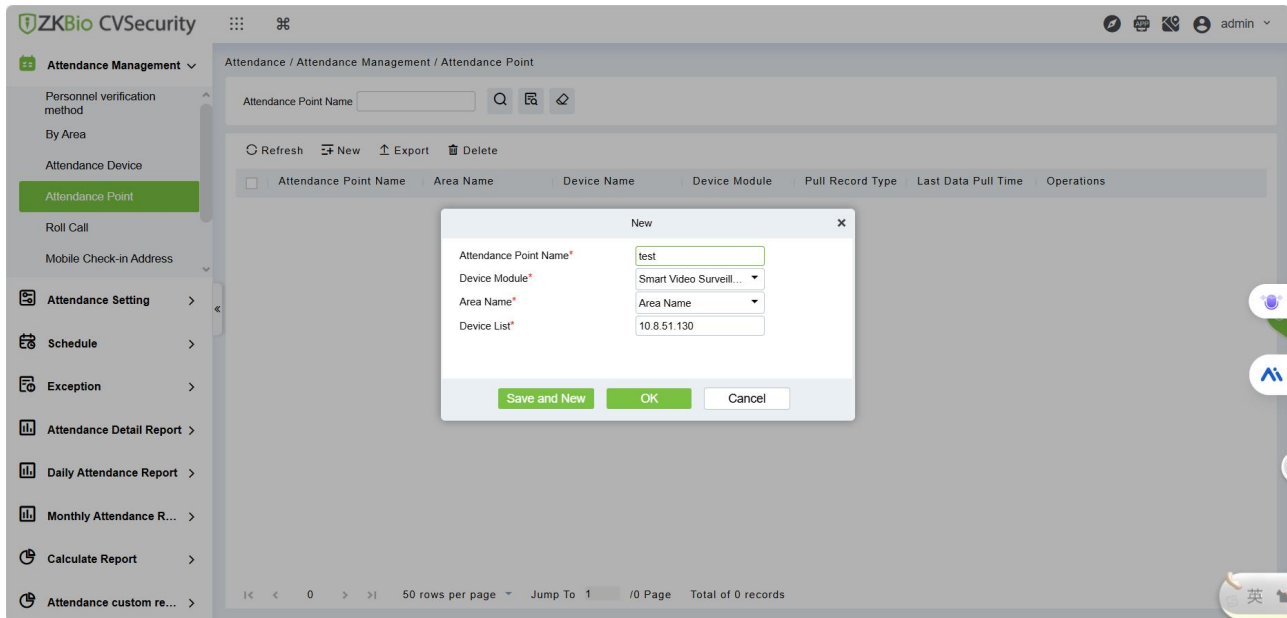 ZKBio CVSecurity
admin
Attendance Management
Personnel verification
method
By Area
Attendance Device
Attendance Point
Roll Call
Mobile Check-in Address
Attendance Setting
Schedule
Exception
Attendance Detail Report
Daily Attendance Report
Monthly Attendance R...
Calculate Report
Attendance custom re...
Attendance / Attendance Management / Attendance Point
Attendance Point Name
Refresh New Export Delete
Attendance Point Name Area Name Device Name Device Module Pull Record Type Last Data Pull Time Operations
New
Attendance Point Name* test
Device Module* Smart Video Surveill...
Area Name* Area Name
Device List* 10.8.51.130
Save and New OK Cancel
|< < 0 > >| 50 rows per page Jump To 1 /0 Page Total of 0 records
英